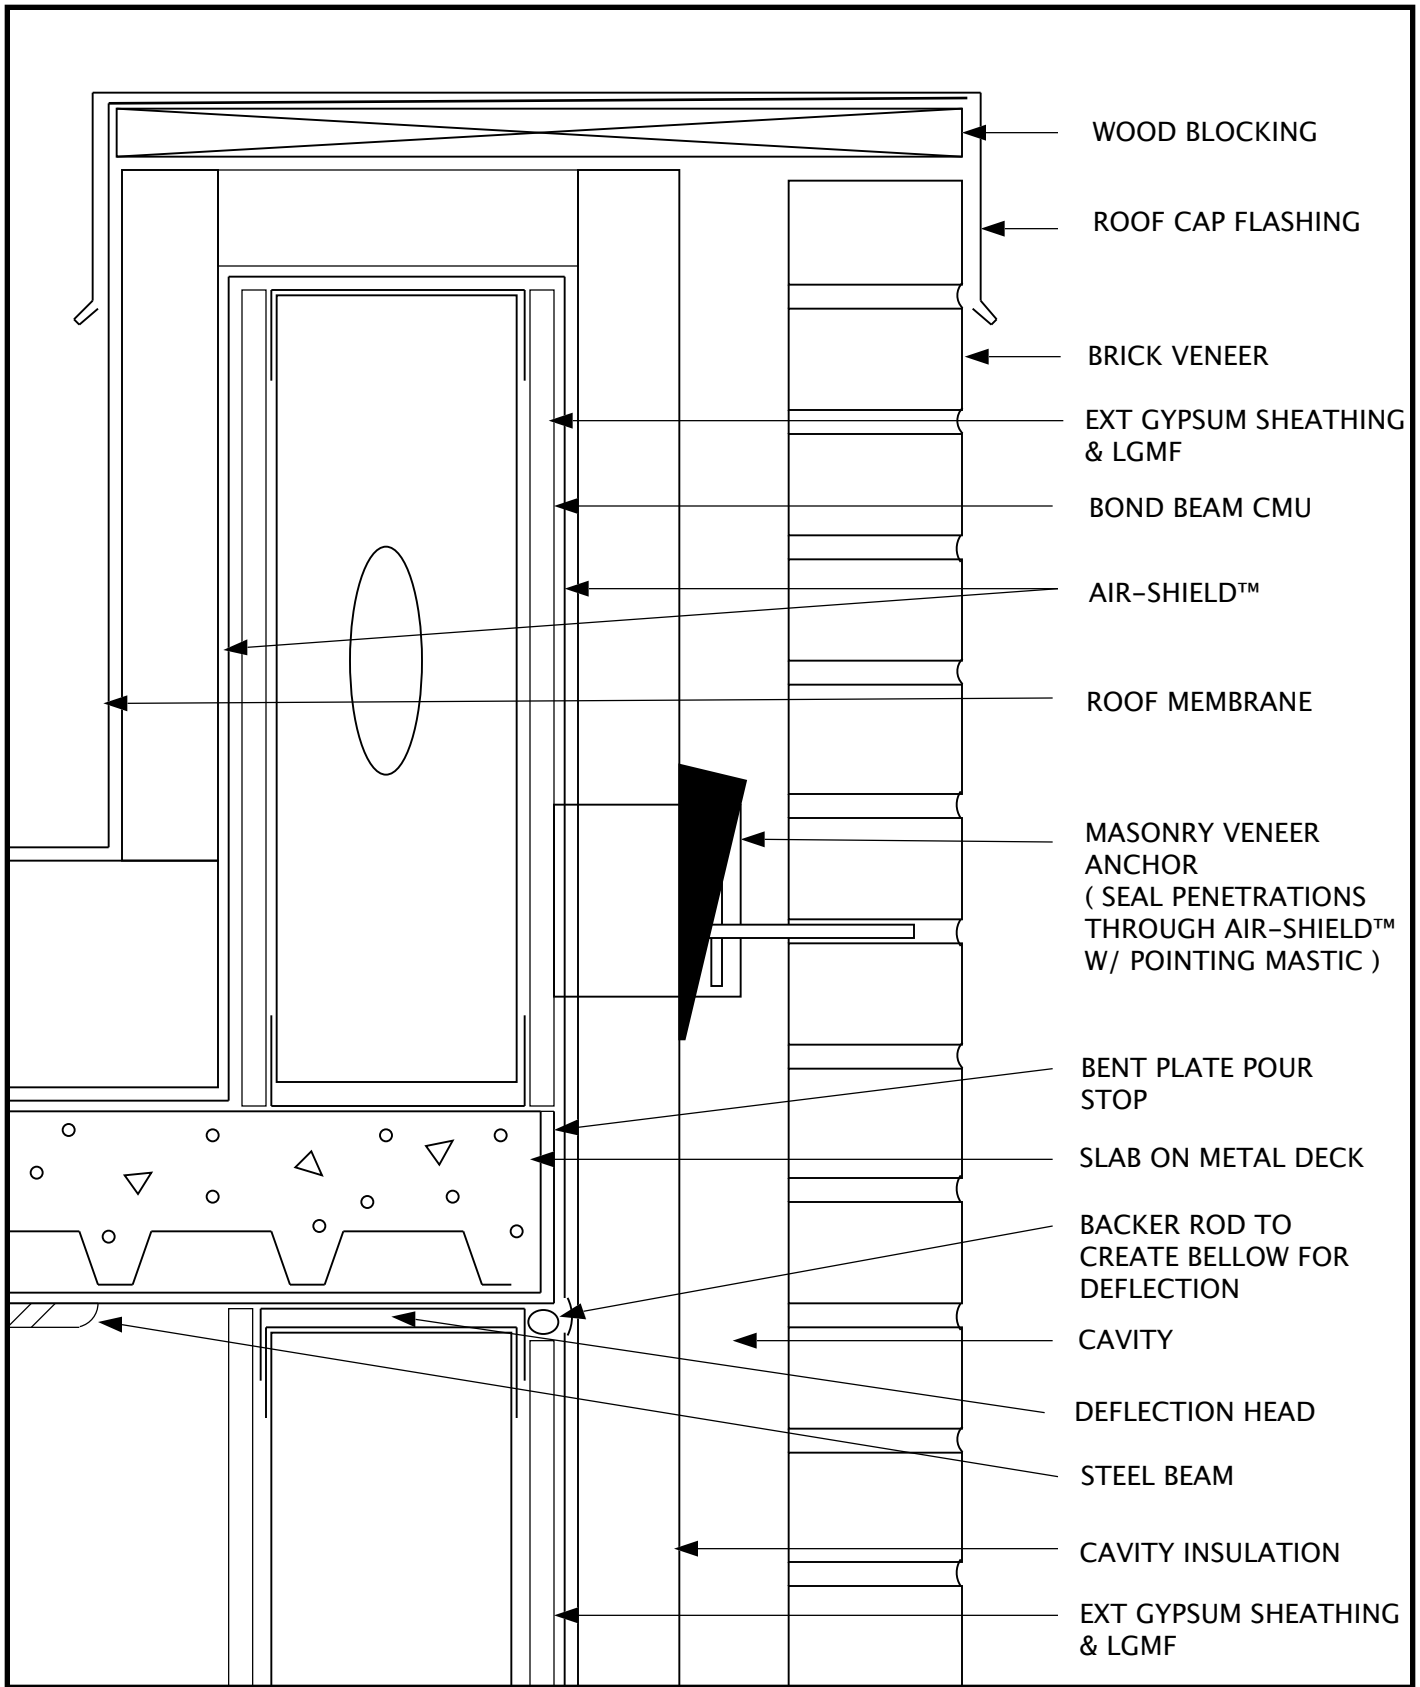 WOOD BLOCKING
ROOF CAP FLASHING
BRICK VENEER
EXT GYPSUM SHEATHING
& LGMF
BOND BEAM CMU
AIR-SHIELD™
ROOF MEMBRANE
MASONRY VENEER
ANCHOR
( SEAL PENETRATIONS
THROUGH AIR-SHIELD™
W/ POINTING MASTIC )
BENT PLATE POUR
STOP
SLAB ON METAL DECK
BACKER ROD TO
CREATE BELLOW FOR
DEFLECTION
CAVITY
DEFLECTION HEAD
STEEL BEAM
CAVITY INSULATION
EXT GYPSUM SHEATHING
& LGMF